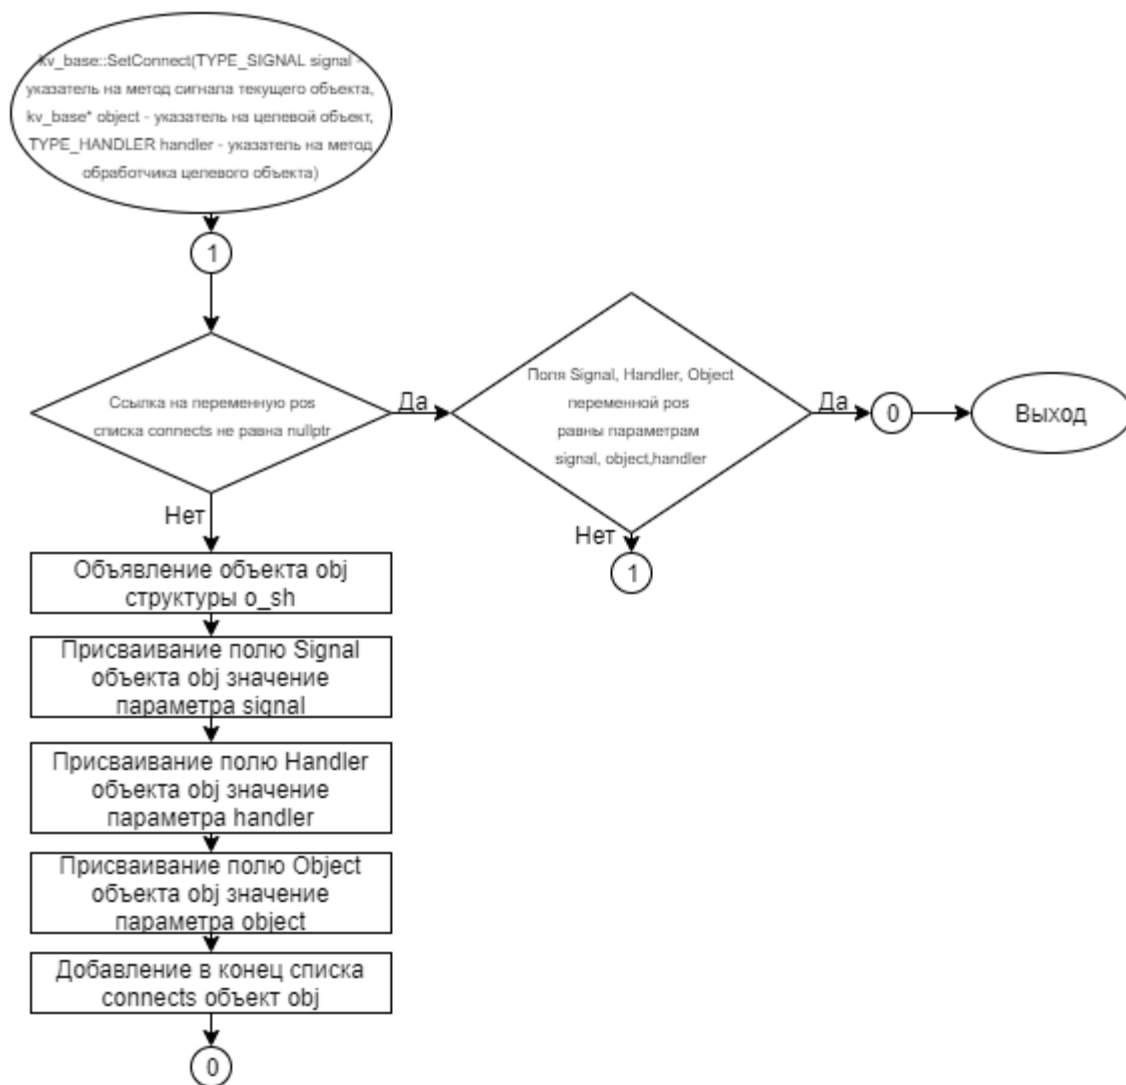 kv_base::SetConnect(TYPE_SIGNAL signal -
указатель на метод сигнала текущего объекта,
kv_base* object - указатель на целевой объект,
TYPE_HANDLER handler - указатель на метод
обработчика целевого объекта)
1
Ссылка на переменную pos
списка connects не равна nullptr
Да
Поля Signal, Handler, Object
переменной pos
равны параметрам
signal, object,handler
Да
0
Выход
Нет
1
Нет
Объявление объекта obj
структуры o_sh
Присваивание полю Signal
объекта obj значение
параметра signal
Присваивание полю Handler
объекта obj значение
параметра handler
Присваивание полю Object
объекта obj значение
параметра object
Добавление в конец списка
connects объект obj
0